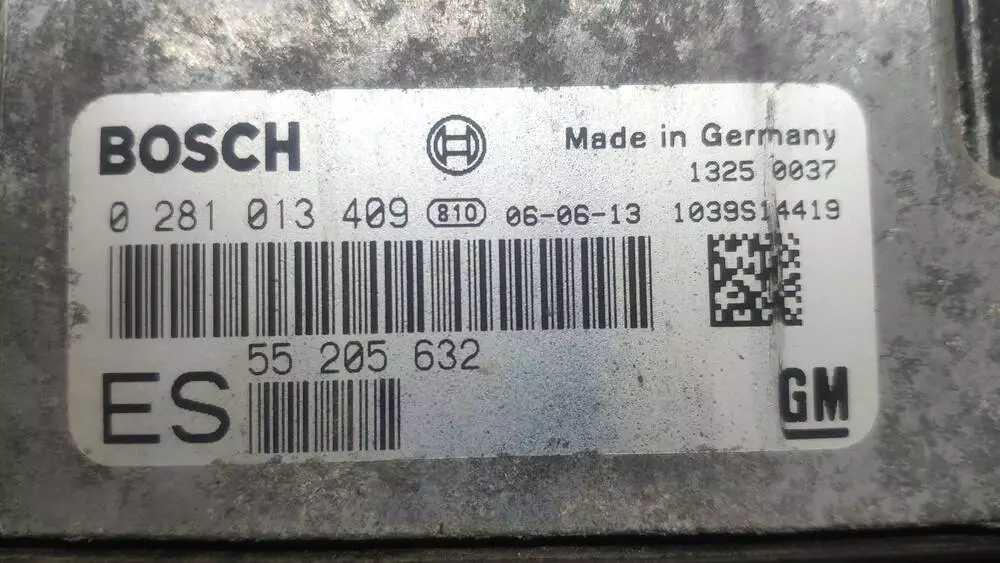 BOSCH
Made in Germany
1325 0037
0 281 013 409 810 06-06-13 1039S14419
55 205 632
ES
GM